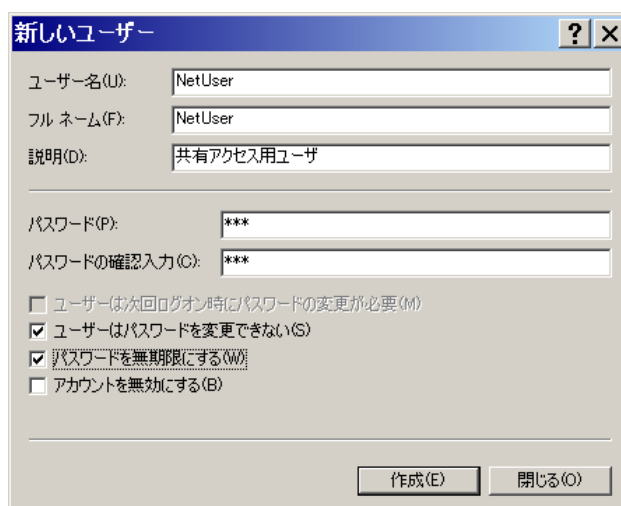 新しいユーザー
ユーザー名(U): NetUser
フル ネーム(F): NetUser
説明(D): 共有アクセス用ユーザ
パスワード(P): ***
パスワードの確認入力(C): ***
ユーザーは次回ログオン時にパスワードの変更が必要(M)
ユーザーはパスワードを変更できない(S)
パスワードを無期限にする(W)
アカウントを無効にする(B)
作成(E) 閉じる(O)